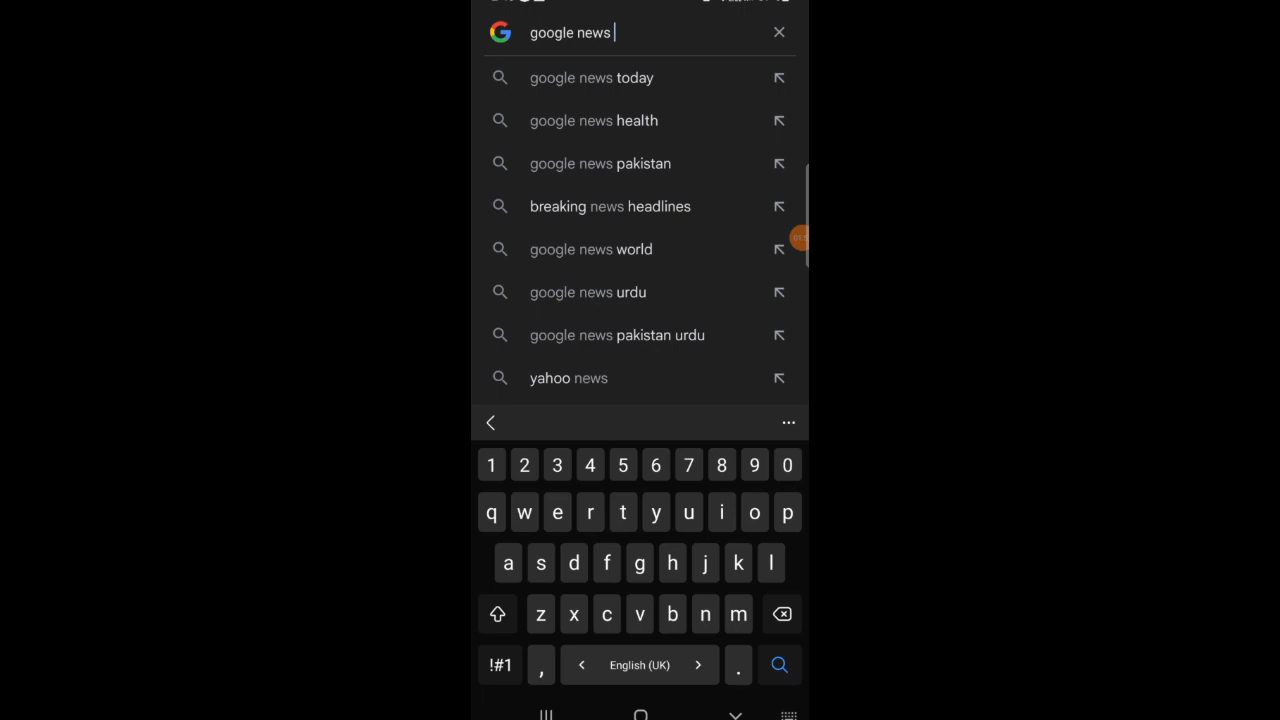 google news
google news today
google news health
google news pakistan
breaking news headlines
google news world
google news urdu
google news pakistan urdu
yahoo news
1 2 3 4 5 6 7 8 9 0
q w e r t y u i o p
a s d f g h j k l
z x c v b n m
!#1 , < English (UK) > .